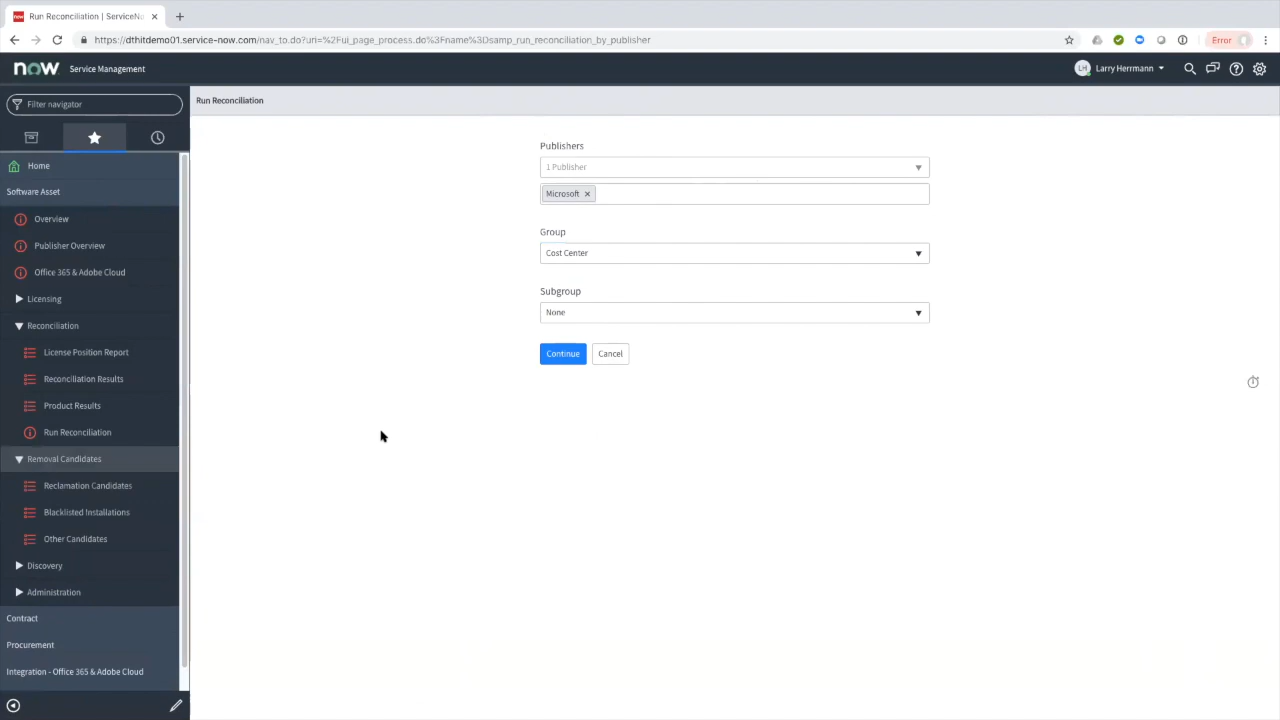 now Run Reconciliation | ServiceNo
https://dthitdemo01.service-now.com/nav_to.do?uri=%2Fui_page_process.do%3Fname%3Dsamp_run_reconciliation_by_publisher
Error
now Service Management
LH Larry Herrmann
Filter navigator
Run Reconciliation
Home
Software Asset
Overview
Publisher Overview
Office 365 & Adobe Cloud
Licensing
Reconciliation
License Position Report
Reconciliation Results
Product Results
Run Reconciliation
Removal Candidates
Reclamation Candidates
Blacklisted Installations
Other Candidates
Discovery
Administration
Contract
Procurement
Integration - Office 365 & Adobe Cloud
Publishers
1 Publisher
Microsoft
Group
Cost Center
Subgroup
None
Continue Cancel